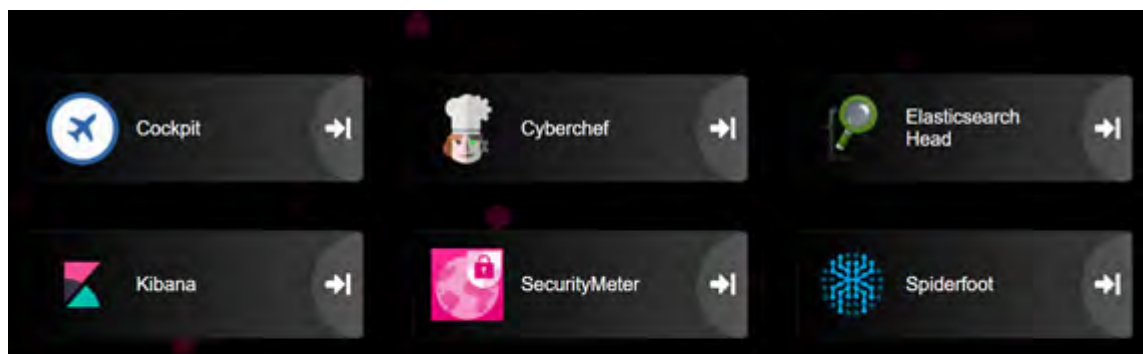 Cockpit
Cyberchef
Elasticsearch
Head
Kibana
SecurityMeter
Spiderfoot